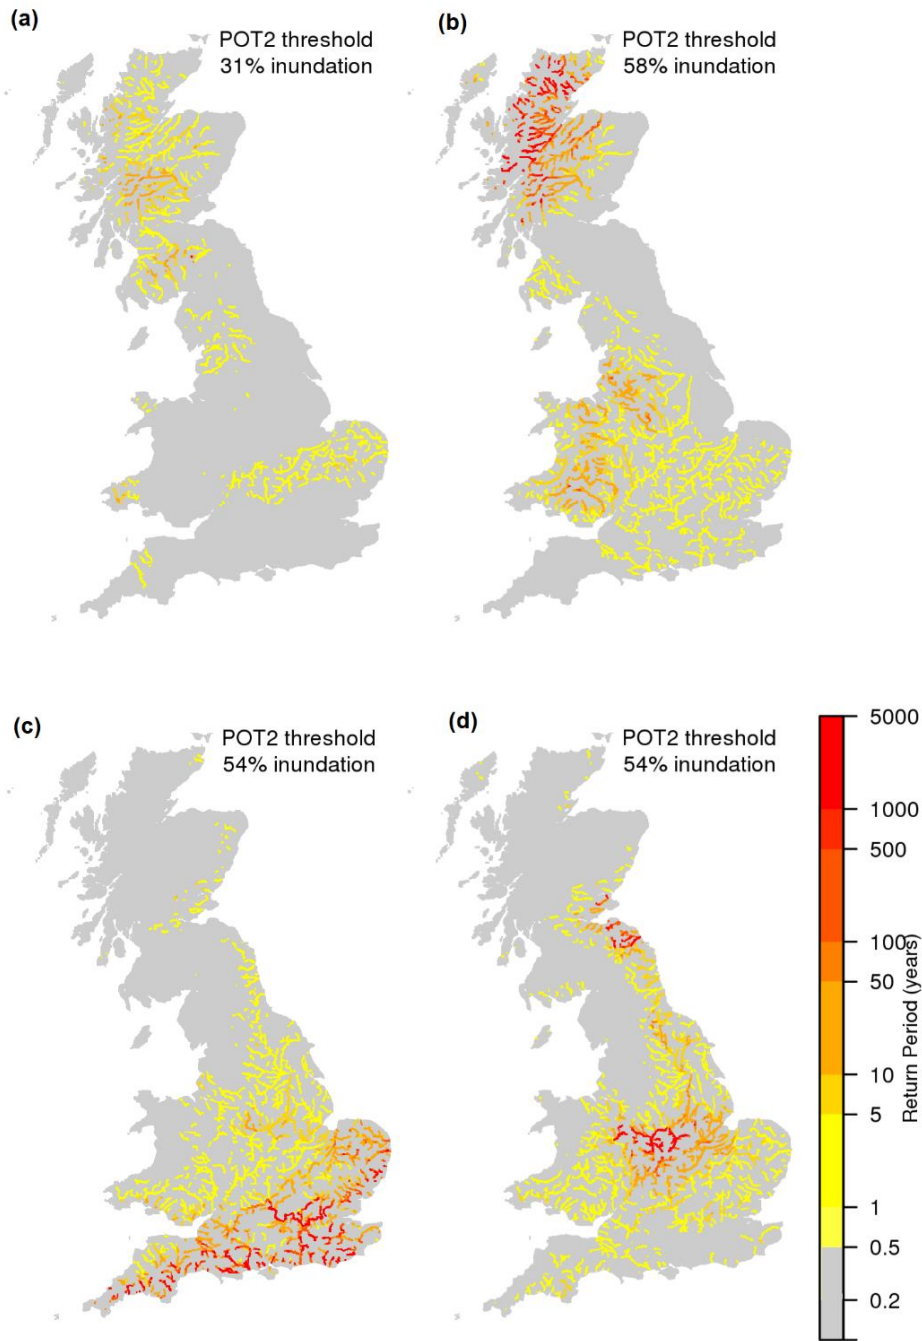 (a)
POT2 threshold
31% inundation
(b)
POT2 threshold
58% inundation
(c)
POT2 threshold
54% inundation
(d)
POT2 threshold
54% inundation
5000
1000
500
100
50
10
5
1
0.5
0.2
Return Period (years)